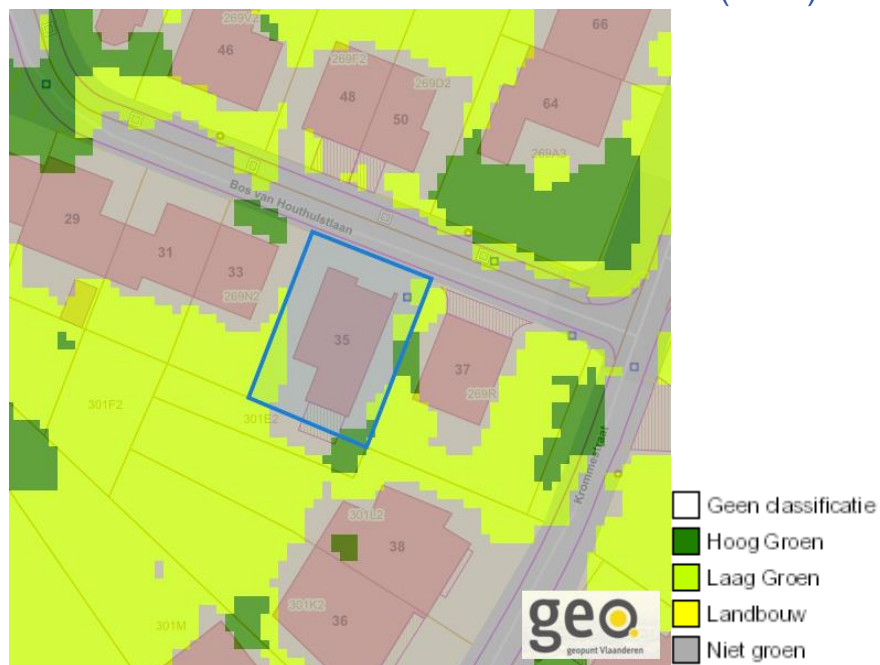 269V2
66
46
269F2
269D2
48
50
64
269A3
Bos van Houthulstlaan
29
31
33
269N2
35
37
269R
301F2
301E2
Krommestraat
301L2
38
301K2
36
301M
geo
geopunt Vlaanderen
Geen classificatie
Hoog Groen
Laag Groen
Landbouw
Niet groen